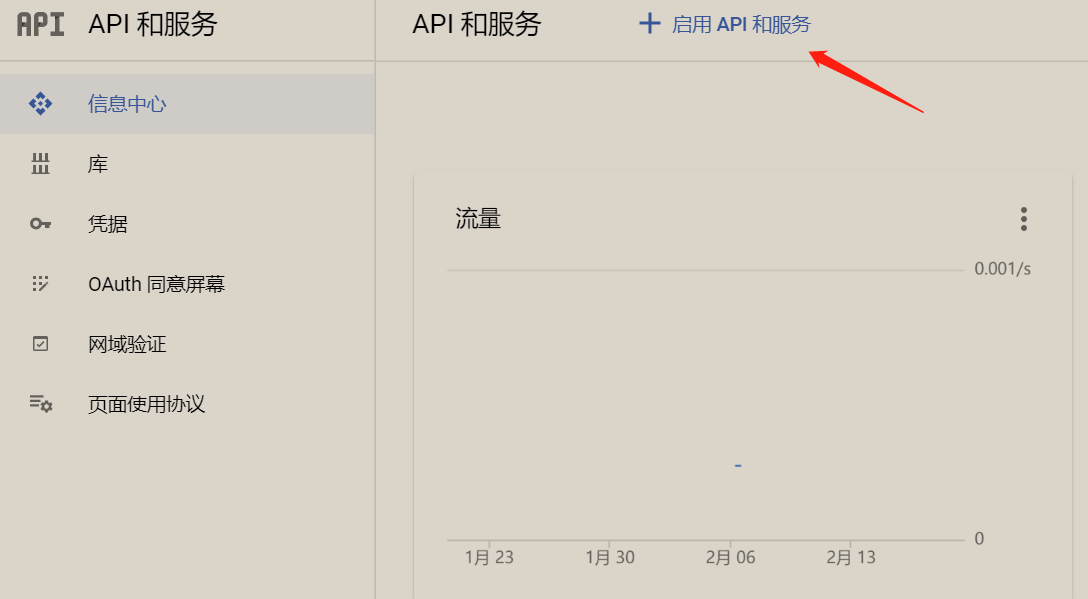 API API 和服务
信息中心
库
凭据
OAuth 同意屏幕
网域验证
页面使用协议
API 和服务
启用 API 和服务
流量
0.001/s
0
1月 23 1月 30 2月 06 2月 13